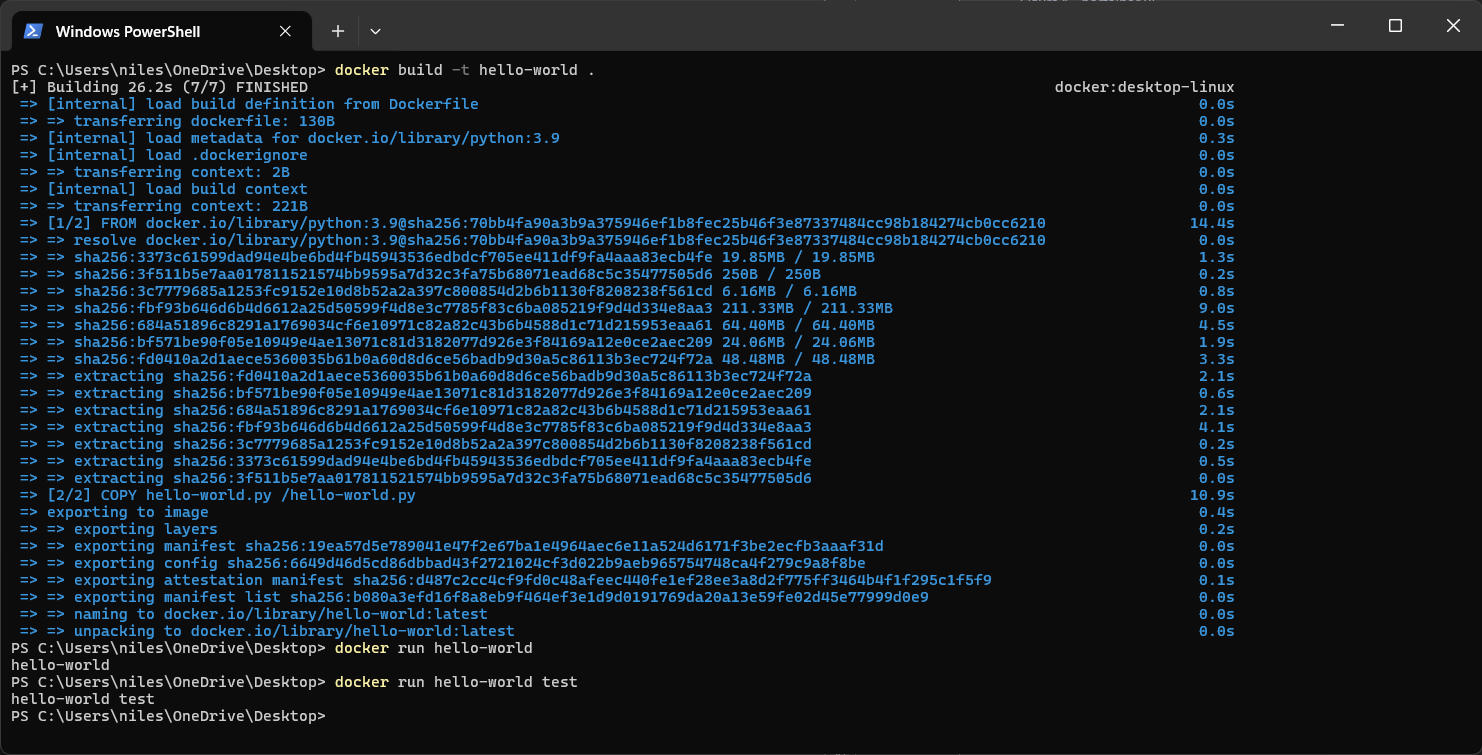 Windows PowerShell
PS C:\Users\niles\OneDrive\Desktop> docker build -t hello-world .
[+] Building 26.2s (7/7) FINISHED docker:desktop-linux
=> [internal] load build definition from Dockerfile 0.0s
=> => transferring dockerfile: 130B 0.0s
=> [internal] load metadata for docker.io/library/python:3.9 0.3s
=> [internal] load .dockerignore 0.0s
=> => transferring context: 2B 0.0s
=> [internal] load build context 0.0s
=> => transferring context: 221B 0.0s
=> [1/2] FROM docker.io/library/python:3.9@sha256:70bb4fa90a3b9a375946ef1b8fec25b46f3e87337484cc98b184274cb0cc6210 14.4s
=> => resolve docker.io/library/python:3.9@sha256:70bb4fa90a3b9a375946ef1b8fec25b46f3e87337484cc98b184274cb0cc6210 0.0s
=> => sha256:3373c61599dad94e4be6bd4fb45943536edbdcf705ee411df9fa4aaa83ecb4fe 19.85MB / 19.85MB 1.3s
=> => sha256:3f511b5e7aa017811521574bb9595a7d32c3fa75b68071ead68c5c35477505d6 250B / 250B 0.2s
=> => sha256:3c7779685a1253fc9152e10d8b52a2a397c800854d2b6b1130f8208238f561cd 6.16MB / 6.16MB 0.8s
=> => sha256:fbf93b646d6b4d6612a25d50599f4d8e3c7785f83c6ba085219f9d4d334e8aa3 211.33MB / 211.33MB 9.0s
=> => sha256:684a51896c8291a1769034cf6e10971c82a82c43b6b4588d1c71d215953eaa61 64.40MB / 64.40MB 4.5s
=> => sha256:bf571be90f05e10949e4ae13071c81d3182077d926e3f84169a12e0ce2aec209 24.06MB / 24.06MB 1.9s
=> => sha256:fd0410a2d1aece5360035b61b0a60d8d6ce56badb9d30a5c86113b3ec724f72a 48.48MB / 48.48MB 3.3s
=> => extracting sha256:fd0410a2d1aece5360035b61b0a60d8d6ce56badb9d30a5c86113b3ec724f72a 2.1s
=> => extracting sha256:bf571be90f05e10949e4ae13071c81d3182077d926e3f84169a12e0ce2aec209 0.6s
=> => extracting sha256:684a51896c8291a1769034cf6e10971c82a82c43b6b4588d1c71d215953eaa61 2.1s
=> => extracting sha256:fbf93b646d6b4d6612a25d50599f4d8e3c7785f83c6ba085219f9d4d334e8aa3 4.1s
=> => extracting sha256:3c7779685a1253fc9152e10d8b52a2a397c800854d2b6b1130f8208238f561cd 0.2s
=> => extracting sha256:3373c61599dad94e4be6bd4fb45943536edbdcf705ee411df9fa4aaa83ecb4fe 0.5s
=> => extracting sha256:3f511b5e7aa017811521574bb9595a7d32c3fa75b68071ead68c5c35477505d6 0.0s
=> [2/2] COPY hello-world.py /hello-world.py 10.9s
=> exporting to image 0.4s
=> => exporting layers 0.2s
=> => exporting manifest sha256:19ea57d5e789041e47f2e67ba1e4964aec6e11a524d6171f3be2ecfb3aaaf31d 0.0s
=> => exporting config sha256:6649d46d5cd86dbbad43f2721024cf3d022b9aeb965754748ca4f279c9a8f8be 0.0s
=> => exporting attestation manifest sha256:d487c2cc4cf9fd0c48afeec440fe1ef28ee3a8d2f775ff3464b4f1f295c1f5f9 0.1s
=> => exporting manifest list sha256:b080a3efd16f8a8eb9f464ef3e1d9d0191769da20a13e59fe02d45e77999d0e9 0.0s
=> => naming to docker.io/library/hello-world:latest 0.0s
=> => unpacking to docker.io/library/hello-world:latest 0.0s
PS C:\Users\niles\OneDrive\Desktop> docker run hello-world
hello-world
PS C:\Users\niles\OneDrive\Desktop> docker run hello-world test
hello-world test
PS C:\Users\niles\OneDrive\Desktop>